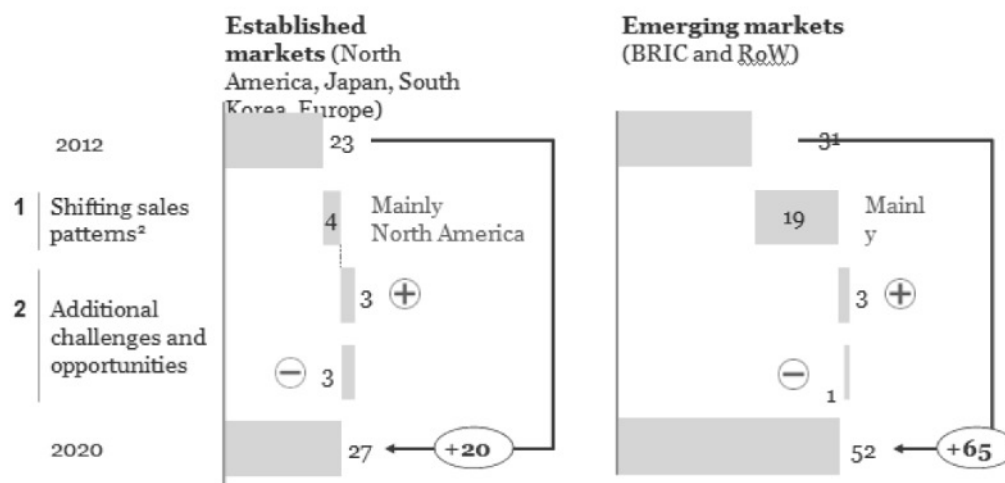 Established
markets (North
America, Japan, South
Korea, Europe)
Emerging markets
(BRIC and RoW)
2012
23
31
1
Shifting sales
patterns²
4
Mainly
North America
19
Mainl
y
2
Additional
challenges and
opportunities
3 +
3 +
− 3
− 1
2020
27
+20
52
+65